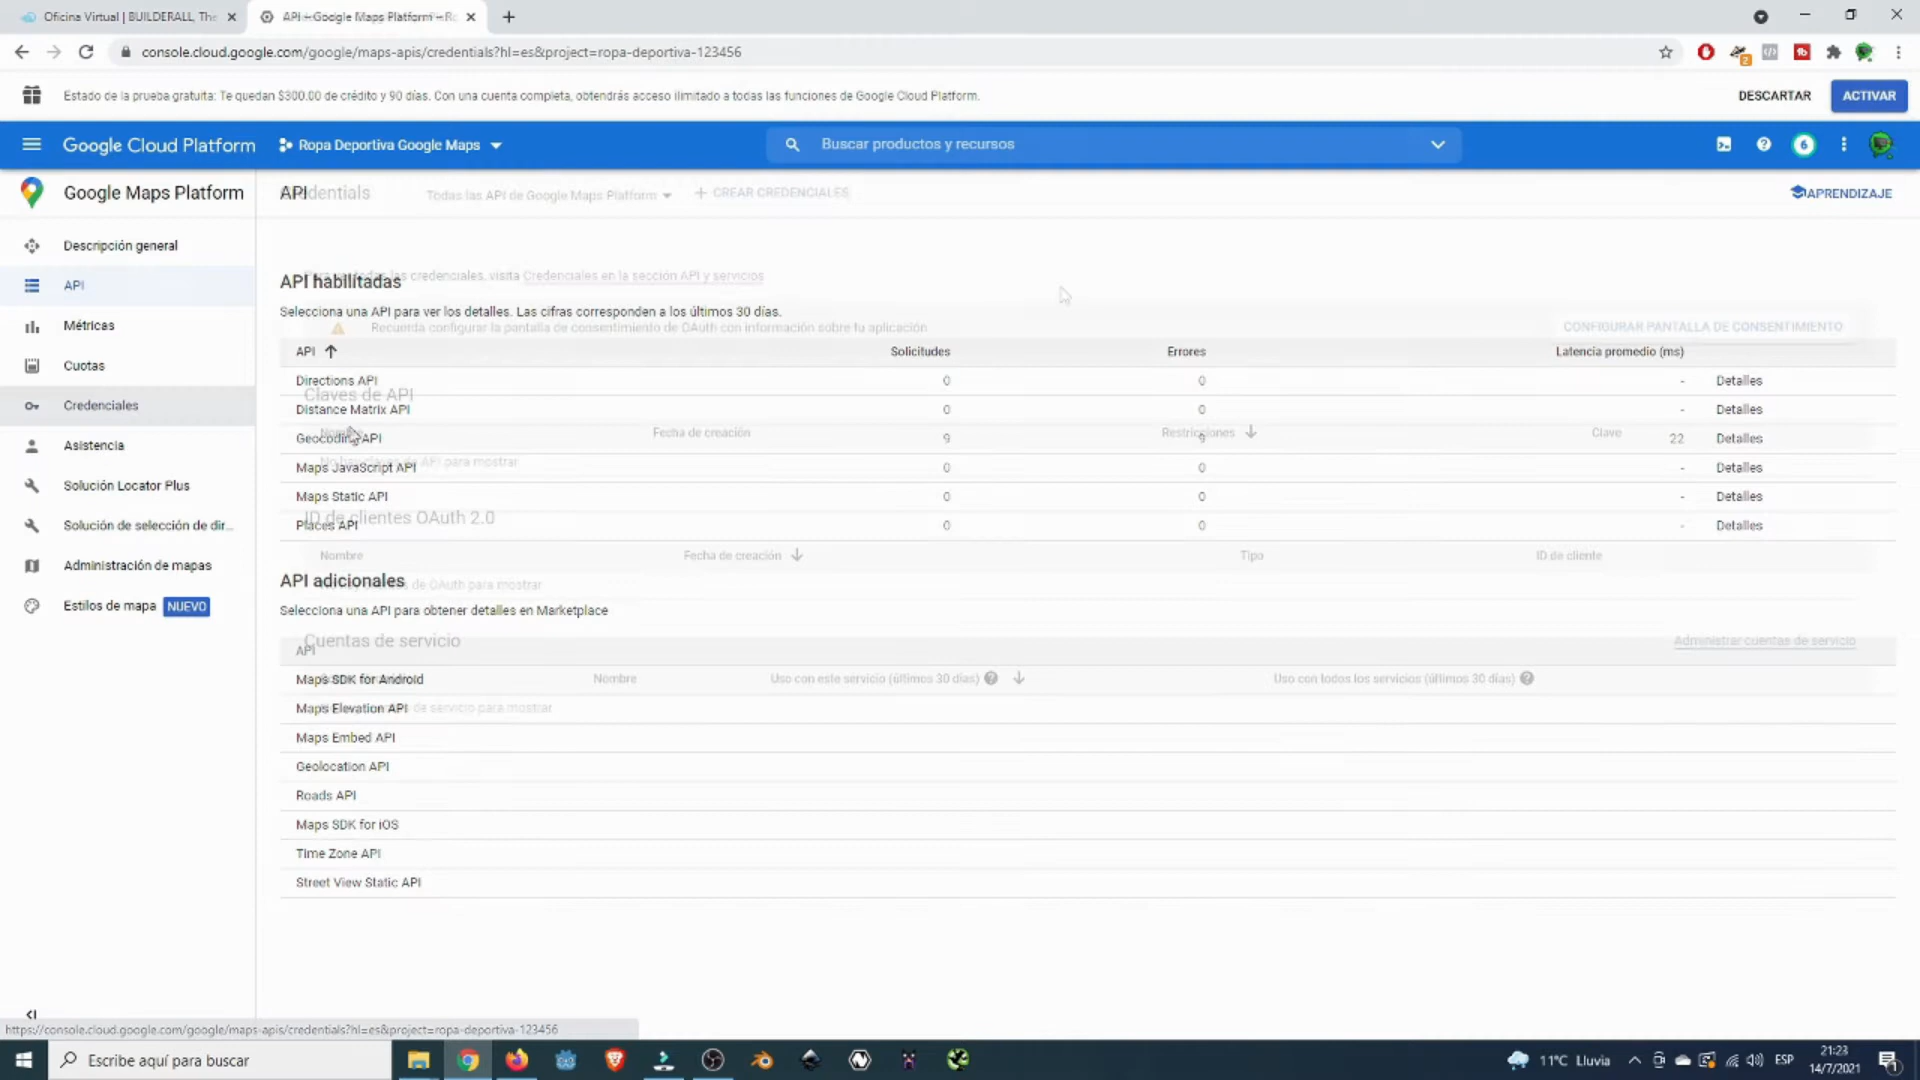 Oficina Virtual | BUILDERALL, The
API – Google Maps Platform – Ro
console.cloud.google.com/google/maps-apis/credentials?hl=es&project=ropa-deportiva-123456
Estado de la prueba gratuita: Te quedan $300.00 de crédito y 90 días. Con una cuenta completa, obtendrás acceso ilimitado a todas las funciones de Google Cloud Platform.
DESCARTAR
ACTIVAR
Google Cloud Platform
Ropa Deportiva Google Maps
Buscar productos y recursos
6
Google Maps Platform
API
Credentials
Todas las API de Google Maps Platform
+ CREAR CREDENCIALES
APRENDIZAJE
Descripción general
API
Métricas
Cuotas
Credenciales
Asistencia
Solución Locator Plus
Solución de selección de dir...
Administración de mapas
Estilos de mapa NUEVO
las credenciales, visita Credenciales en la sección API y servicios
API habilitadas
Selecciona una API para ver los detalles. Las cifras corresponden a los últimos 30 días.
Recuerda configurar la pantalla de consentimiento de OAuth con información sobre tu aplicación
CONFIGURAR PANTALLA DE CONSENTIMIENTO
API Solicitudes Errores Latencia promedio (ms)
Directions API 0 0 - Detalles
Claves de API
Distance Matrix API 0 0 - Detalles
Fecha de creación Restricciones Clave
Geocoding API 9 9 22 Detalles
No hay claves de API para mostrar
Maps JavaScript API 0 0 - Detalles
Maps Static API 0 0 - Detalles
ID de clientes OAuth 2.0
Places API 0 0 - Detalles
Nombre Fecha de creación Tipo ID de cliente
API adicionales
de OAuth para mostrar
Selecciona una API para obtener detalles en Marketplace
Cuentas de servicio
Administrar cuentas de servicio
API
Maps SDK for Android
Nombre Uso con este servicio (últimos 30 días) Uso con todos los servicios (últimos 30 días)
Maps Elevation API
de servicio para mostrar
Maps Embed API
Geolocation API
Roads API
Maps SDK for iOS
Time Zone API
Street View Static API
https://console.cloud.google.com/google/maps-apis/credentials?hl=es&project=ropa-deportiva-123456
Escribe aquí para buscar
11°C Lluvia
ESP
21:23
14/7/2021
1